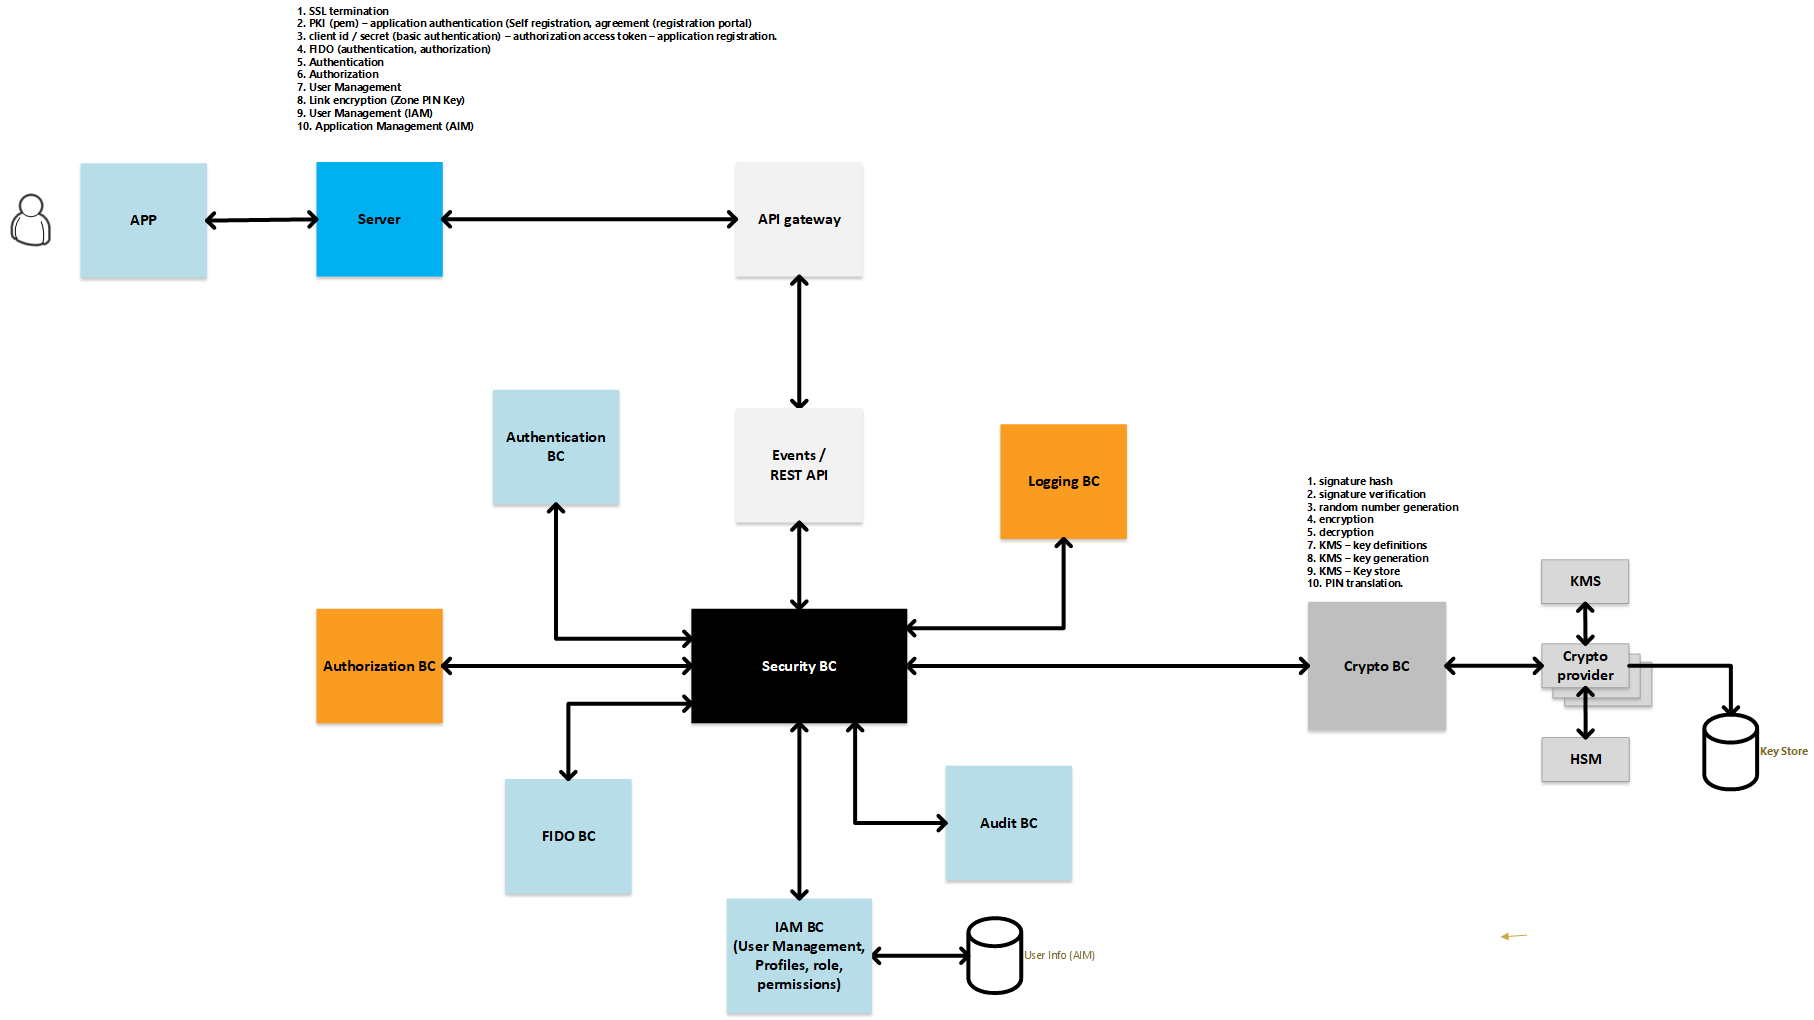 1. SSL termination
2. PKI (pem) – application authentication (Self registration, agreement (registration portal)
3. client id / secret (basic authentication) – authorization access token – application registration.
4. FIDO (authentication, authorization)
5. Authentication
6. Authorization
7. User Management
8. Link encryption (Zone PIN Key)
9. User Management (IAM)
10. Application Management (AIM)
APP
Server
API gateway
Authentication
BC
Events /
REST API
Logging BC
1. signature hash
2. signature verification
3. random number generation
4. encryption
5. decryption
7. KMS – key definitions
8. KMS – key generation
9. KMS – Key store
10. PIN translation.
KMS
Authorization BC
Security BC
Crypto BC
Crypto
provider
Key Store
HSM
FIDO BC
Audit BC
IAM BC
(User Management,
Profiles, role,
permissions)
User Info (AIM)